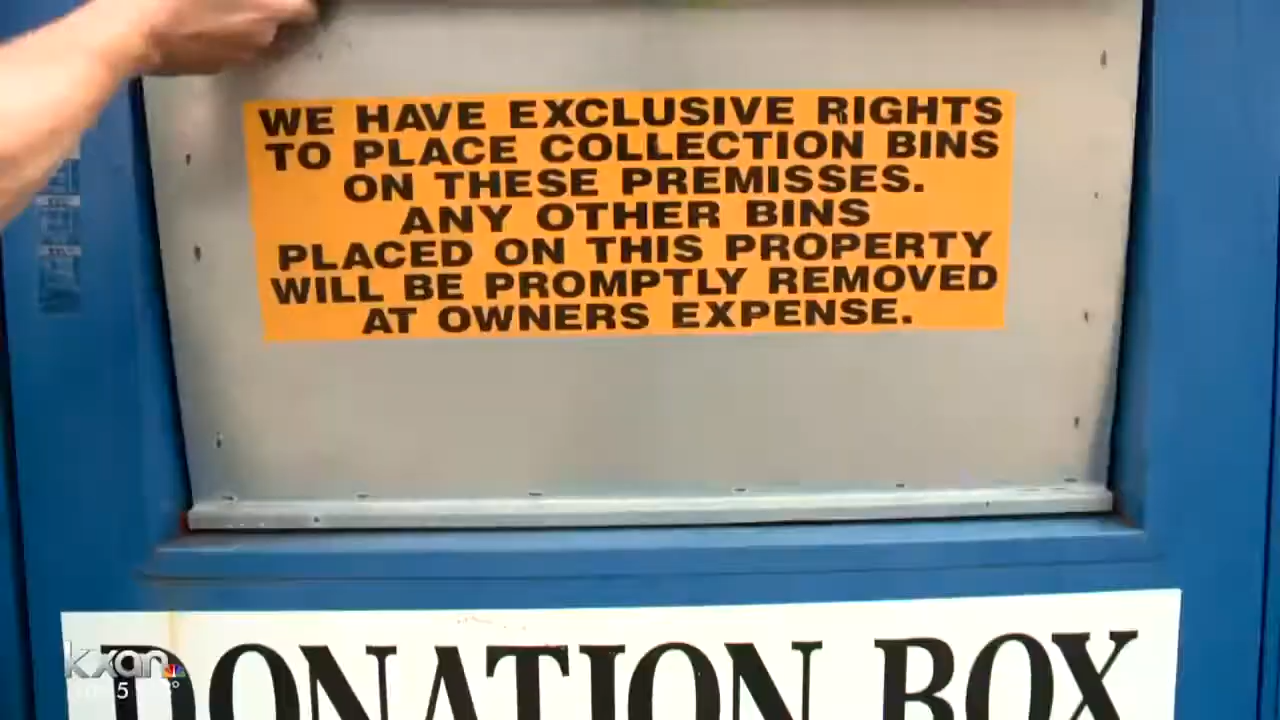 WE HAVE EXCLUSIVE RIGHTS
TO PLACE COLLECTION BINS
ON THESE PREMISSES.
ANY OTHER BINS
PLACED ON THIS PROPERTY
WILL BE PROMPTLY REMOVED
AT OWNERS EXPENSE.
DONATION BOX
kxan